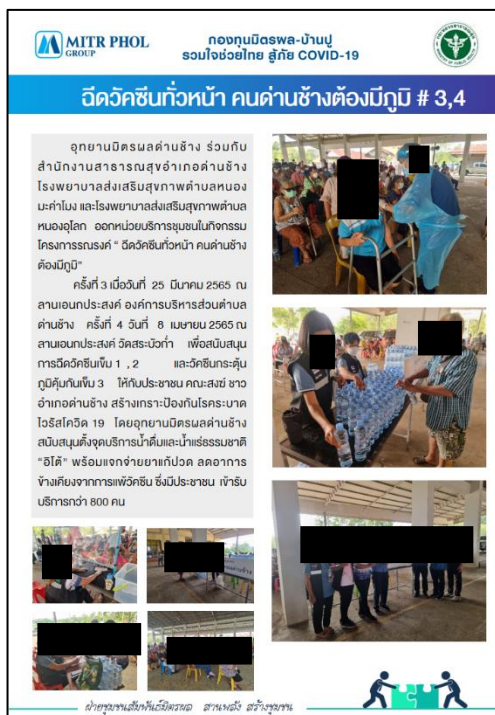 MITR PHOL
GROUP
กองทุนมิตรผล-บ้านปู
รวมใจช่วยไทย สู้ภัย COVID-19
ฉีดวัคซีนทั่วหน้า คนด่านช้างต้องมีภูมิ # 3,4
อุทยานมิตรผลด่านช้าง ร่วมกับ
สำนักงานสาธารณสุขอำเภอด่านช้าง
โรงพยาบาลส่งเสริมสุขภาพตำบลหนอง
มะค่าโมง และโรงพยาบาลส่งเสริมสุขภาพตำบล
หนองอุโลก ออกหน่วยบริการชุมชนในกิจกรรม
โครงการรณรงค์ “ ฉีดวัคซีนทั่วหน้า คนด่านช้าง
ต้องมีภูมิ”
ครั้งที่ 3 เมื่อวันที่ 25 มีนาคม 2565 ณ
ลานเอนกประสงค์ องค์การบริหารส่วนตำบล
ด่านช้าง ครั้งที่ 4 วันที่ 8 เมษายน 2565 ณ
ลานเอนกประสงค์ วัดสระบัวก่ำ เพื่อสนับสนุน
การฉีดวัคซีนเข็ม 1 , 2 และวัคซีนกระตุ้น
ภูมิคุ้มกันเข็ม 3 ให้กับประชาชน คณะสงฆ์ ชาว
อำเภอด่านช้าง สร้างเกราะป้องกันโรคระบาด
ไวรัสโควิด 19 โดยอุทยานมิตรผลด่านช้าง
สนับสนุนตั้งจุดบริการน้ำดื่มและน้ำแร่ธรรมชาติ
“อิโต้” พร้อมแจกจ่ายยาแก้ปวด ลดอาการ
ข้างเคียงจากการแพ้วัคซีน ซึ่งมีประชาชน เข้ารับ
บริการกว่า 800 คน
ฝ่ายชุมชนสัมพันธ์มิตรผล สานพลัง สร้างชุมชน